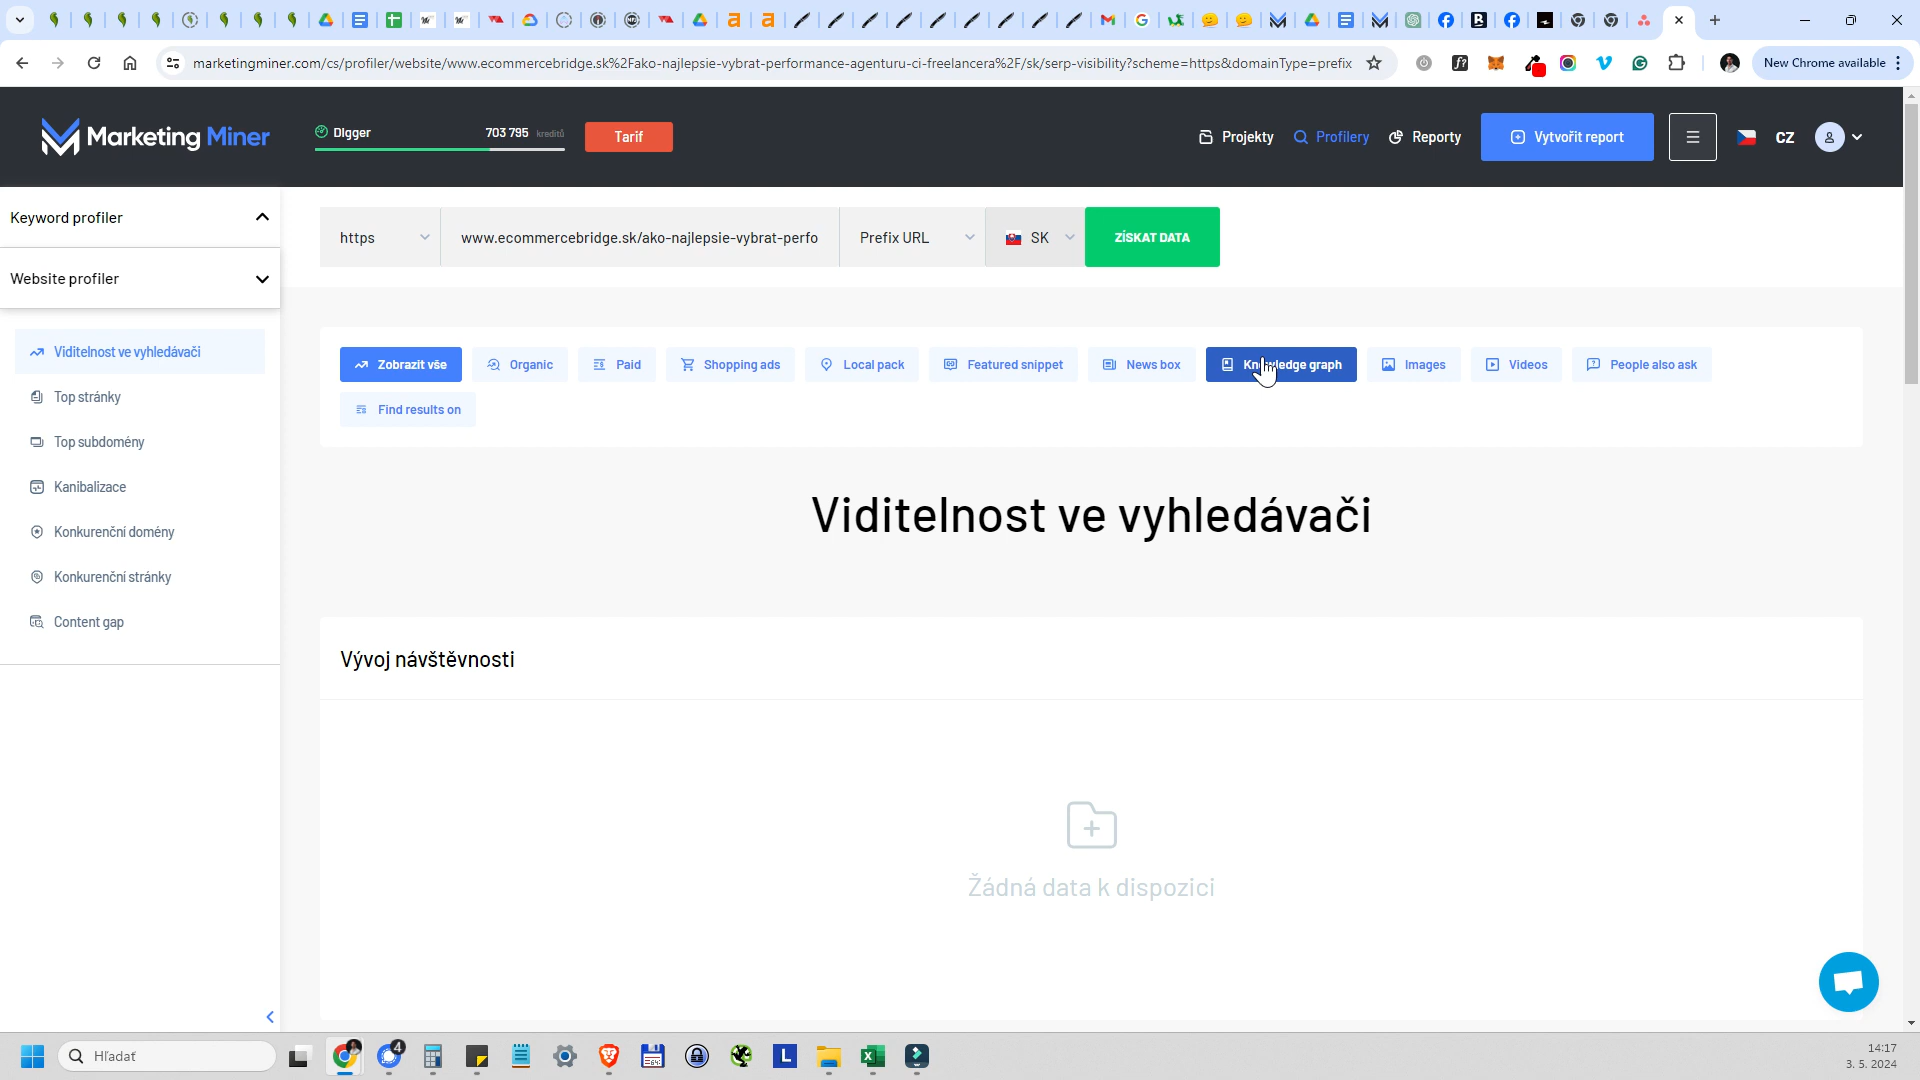 marketingminer.com/cs/profiler/website/www.ecommercebridge.sk%2Fako-najlepsie-vybrat-performance-agenturu-ci-freelancera%2F/sk/serp-visibility?scheme=https&domainType=prefix
New Chrome available
Marketing Miner
DIgger 703 795 kreditů
Tarif
Projekty
Profilery
Reporty
Vytvořit report
CZ
Keyword profiler
Website profiler
Viditelnost ve vyhledávači
Top stránky
Top subdomény
Kanibalizace
Konkurenční domény
Konkurenční stránky
Content gap
https
www.ecommercebridge.sk/ako-najlepsie-vybrat-perfo
Prefix URL
SK
ZÍSKAT DATA
Zobrazit vše
Organic
Paid
Shopping ads
Local pack
Featured snippet
News box
Knowledge graph
Images
Videos
People also ask
Find results on
Viditelnost ve vyhledávači
Vývoj návštěvnosti
Žádná data k dispozici
Hľadať
4
L
14:17
3. 5. 2024